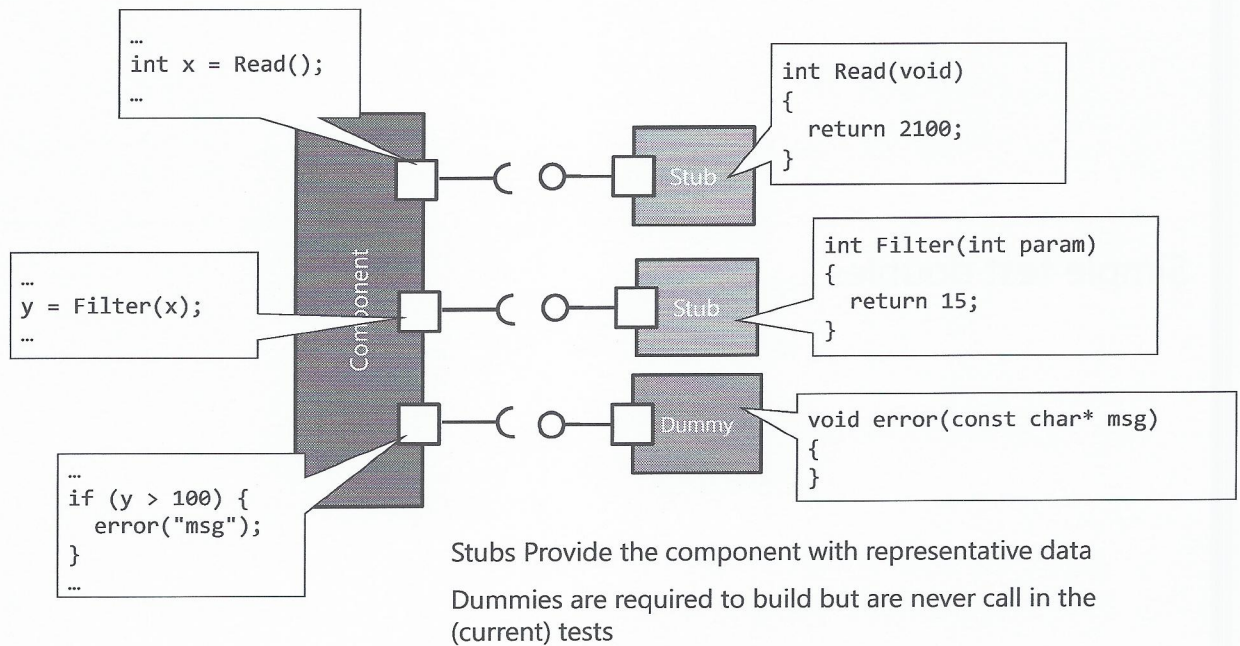 …
int x = Read();
…
int Read(void)
{
return 2100;
}
Stub
…
y = Filter(x);
…
Component
Stub
int Filter(int param)
{
return 15;
}
…
if (y > 100) {
error("msg");
}
…
Dummy
void error(const char* msg)
{
}
Stubs Provide the component with representative data
Dummies are required to build but are never call in the
(current) tests